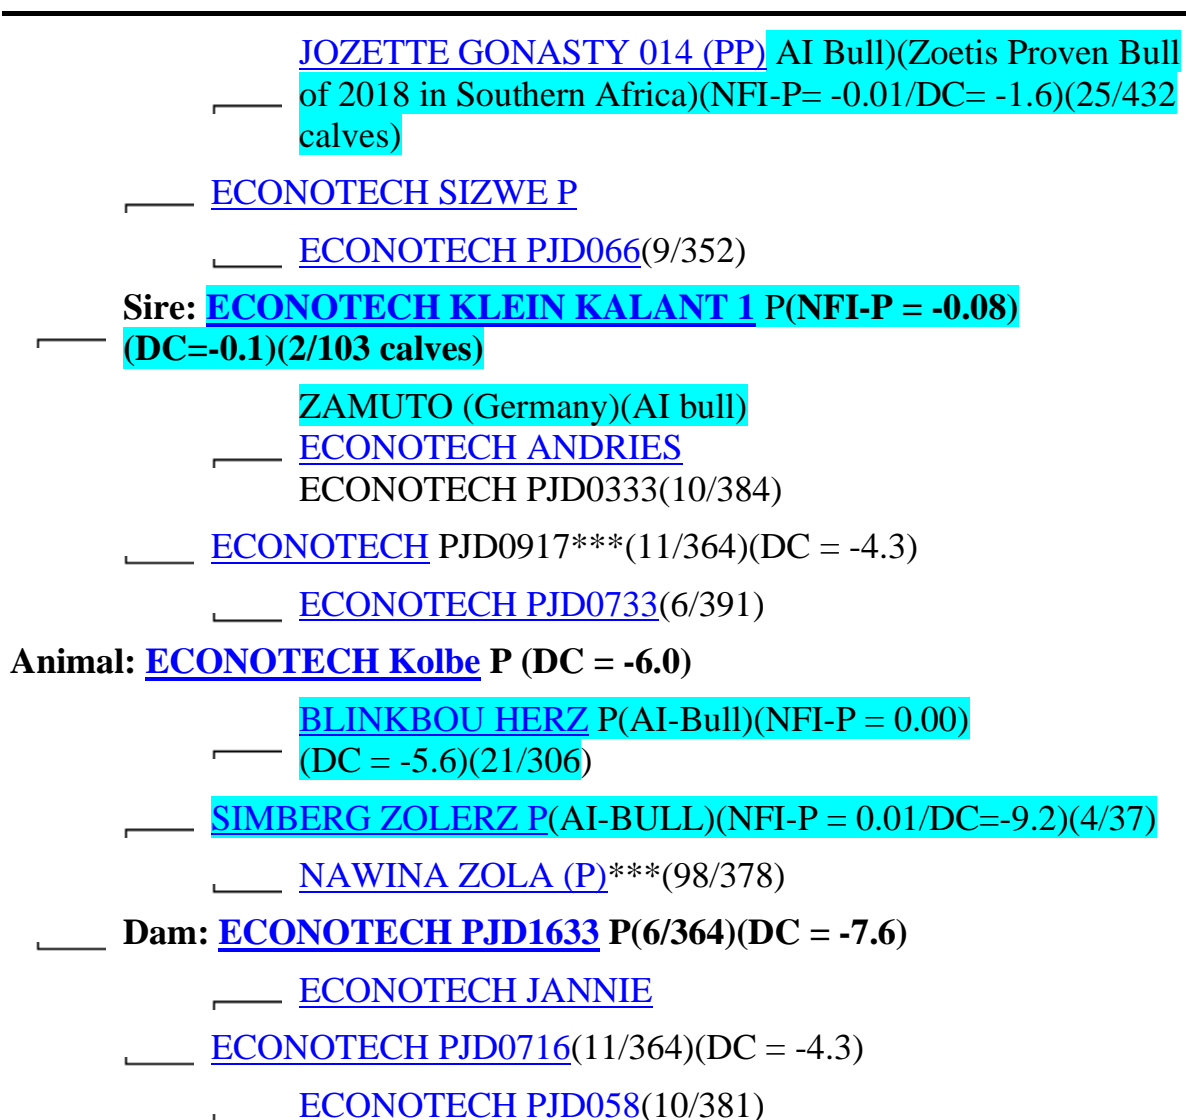 JOZETTE GONASTY 014 (PP) AI Bull)(Zoetis Proven Bull
of 2018 in Southern Africa)(NFI-P= -0.01/DC= -1.6)(25/432
calves)
ECONOTECH SIZWE P
ECONOTECH PJD066(9/352)
Sire: ECONOTECH KLEIN KALANT 1 P(NFI-P = -0.08)
(DC=-0.1)(2/103 calves)
ZAMUTO (Germany)(AI bull)
ECONOTECH ANDRIES
ECONOTECH PJD0333(10/384)
ECONOTECH PJD0917***(11/364)(DC = -4.3)
ECONOTECH PJD0733(6/391)
Animal: ECONOTECH Kolbe P (DC = -6.0)
BLINKBOU HERZ P(AI-Bull)(NFI-P = 0.00)
(DC = -5.6)(21/306)
SIMBERG ZOLERZ P(AI-BULL)(NFI-P = 0.01/DC=-9.2)(4/37)
NAWINA ZOLA (P)***(98/378)
Dam: ECONOTECH PJD1633 P(6/364)(DC = -7.6)
ECONOTECH JANNIE
ECONOTECH PJD0716(11/364)(DC = -4.3)
ECONOTECH PJD058(10/381)